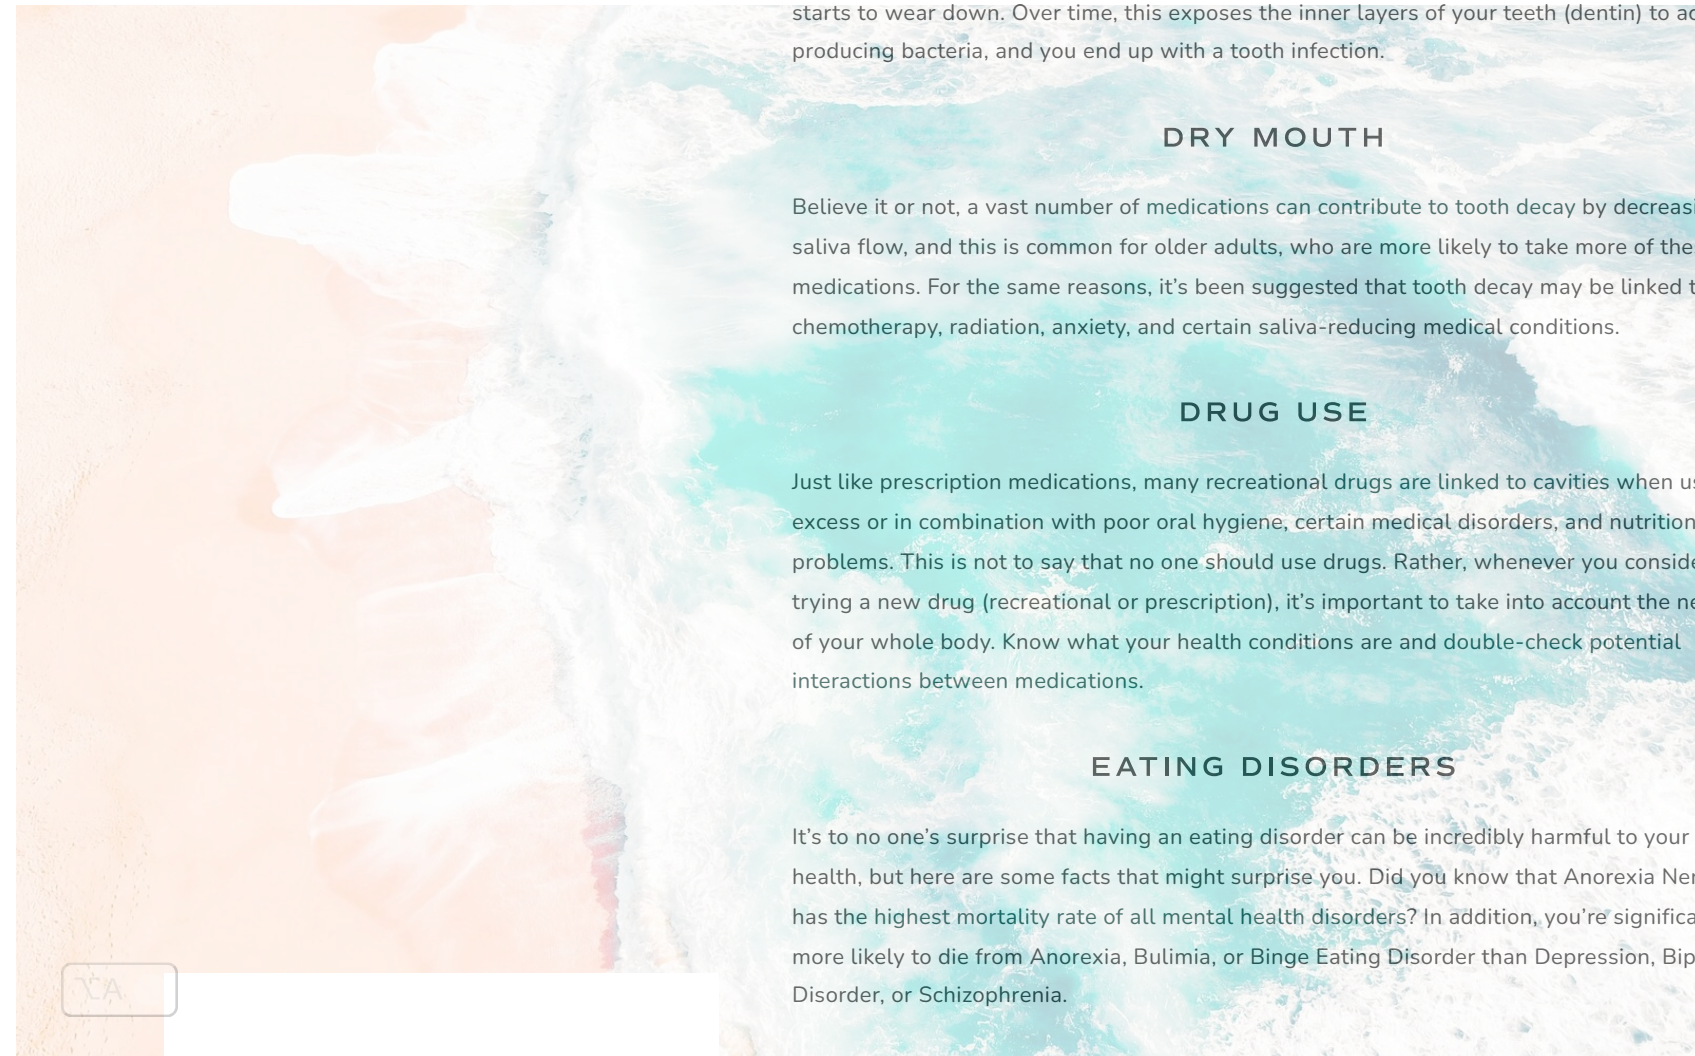 starts to wear down. Over time, this exposes the inner layers of your teeth (dentin) to
producing bacteria, and you end up with a tooth infection.
DRY MOUTH
Believe it or not, a vast number of medications can contribute to tooth decay by
saliva flow, and this is common for older adults, who are more likely to take more of
medications. For the same reasons, it’s been suggested that tooth decay may be linked
chemotherapy, radiation, anxiety, and certain saliva-reducing medical conditions.
DRUG USE
Just like prescription medications, many recreational drugs are linked to cavities when
excess or in combination with poor oral hygiene, certain medical disorders, and
problems. This is not to say that no one should use drugs. Rather, whenever you
trying a new drug (recreational or prescription), it’s important to take into account the
of your whole body. Know what your health conditions are and double-check potential
interactions between medications.
EATING DISORDERS
It’s to no one’s surprise that having an eating disorder can be incredibly harmful to your
health, but here are some facts that might surprise you. Did you know that Anorexia
has the highest mortality rate of all mental health disorders? In addition, you’re
more likely to die from Anorexia, Bulimia, or Binge Eating Disorder than Depression,
Disorder, or Schizophrenia.